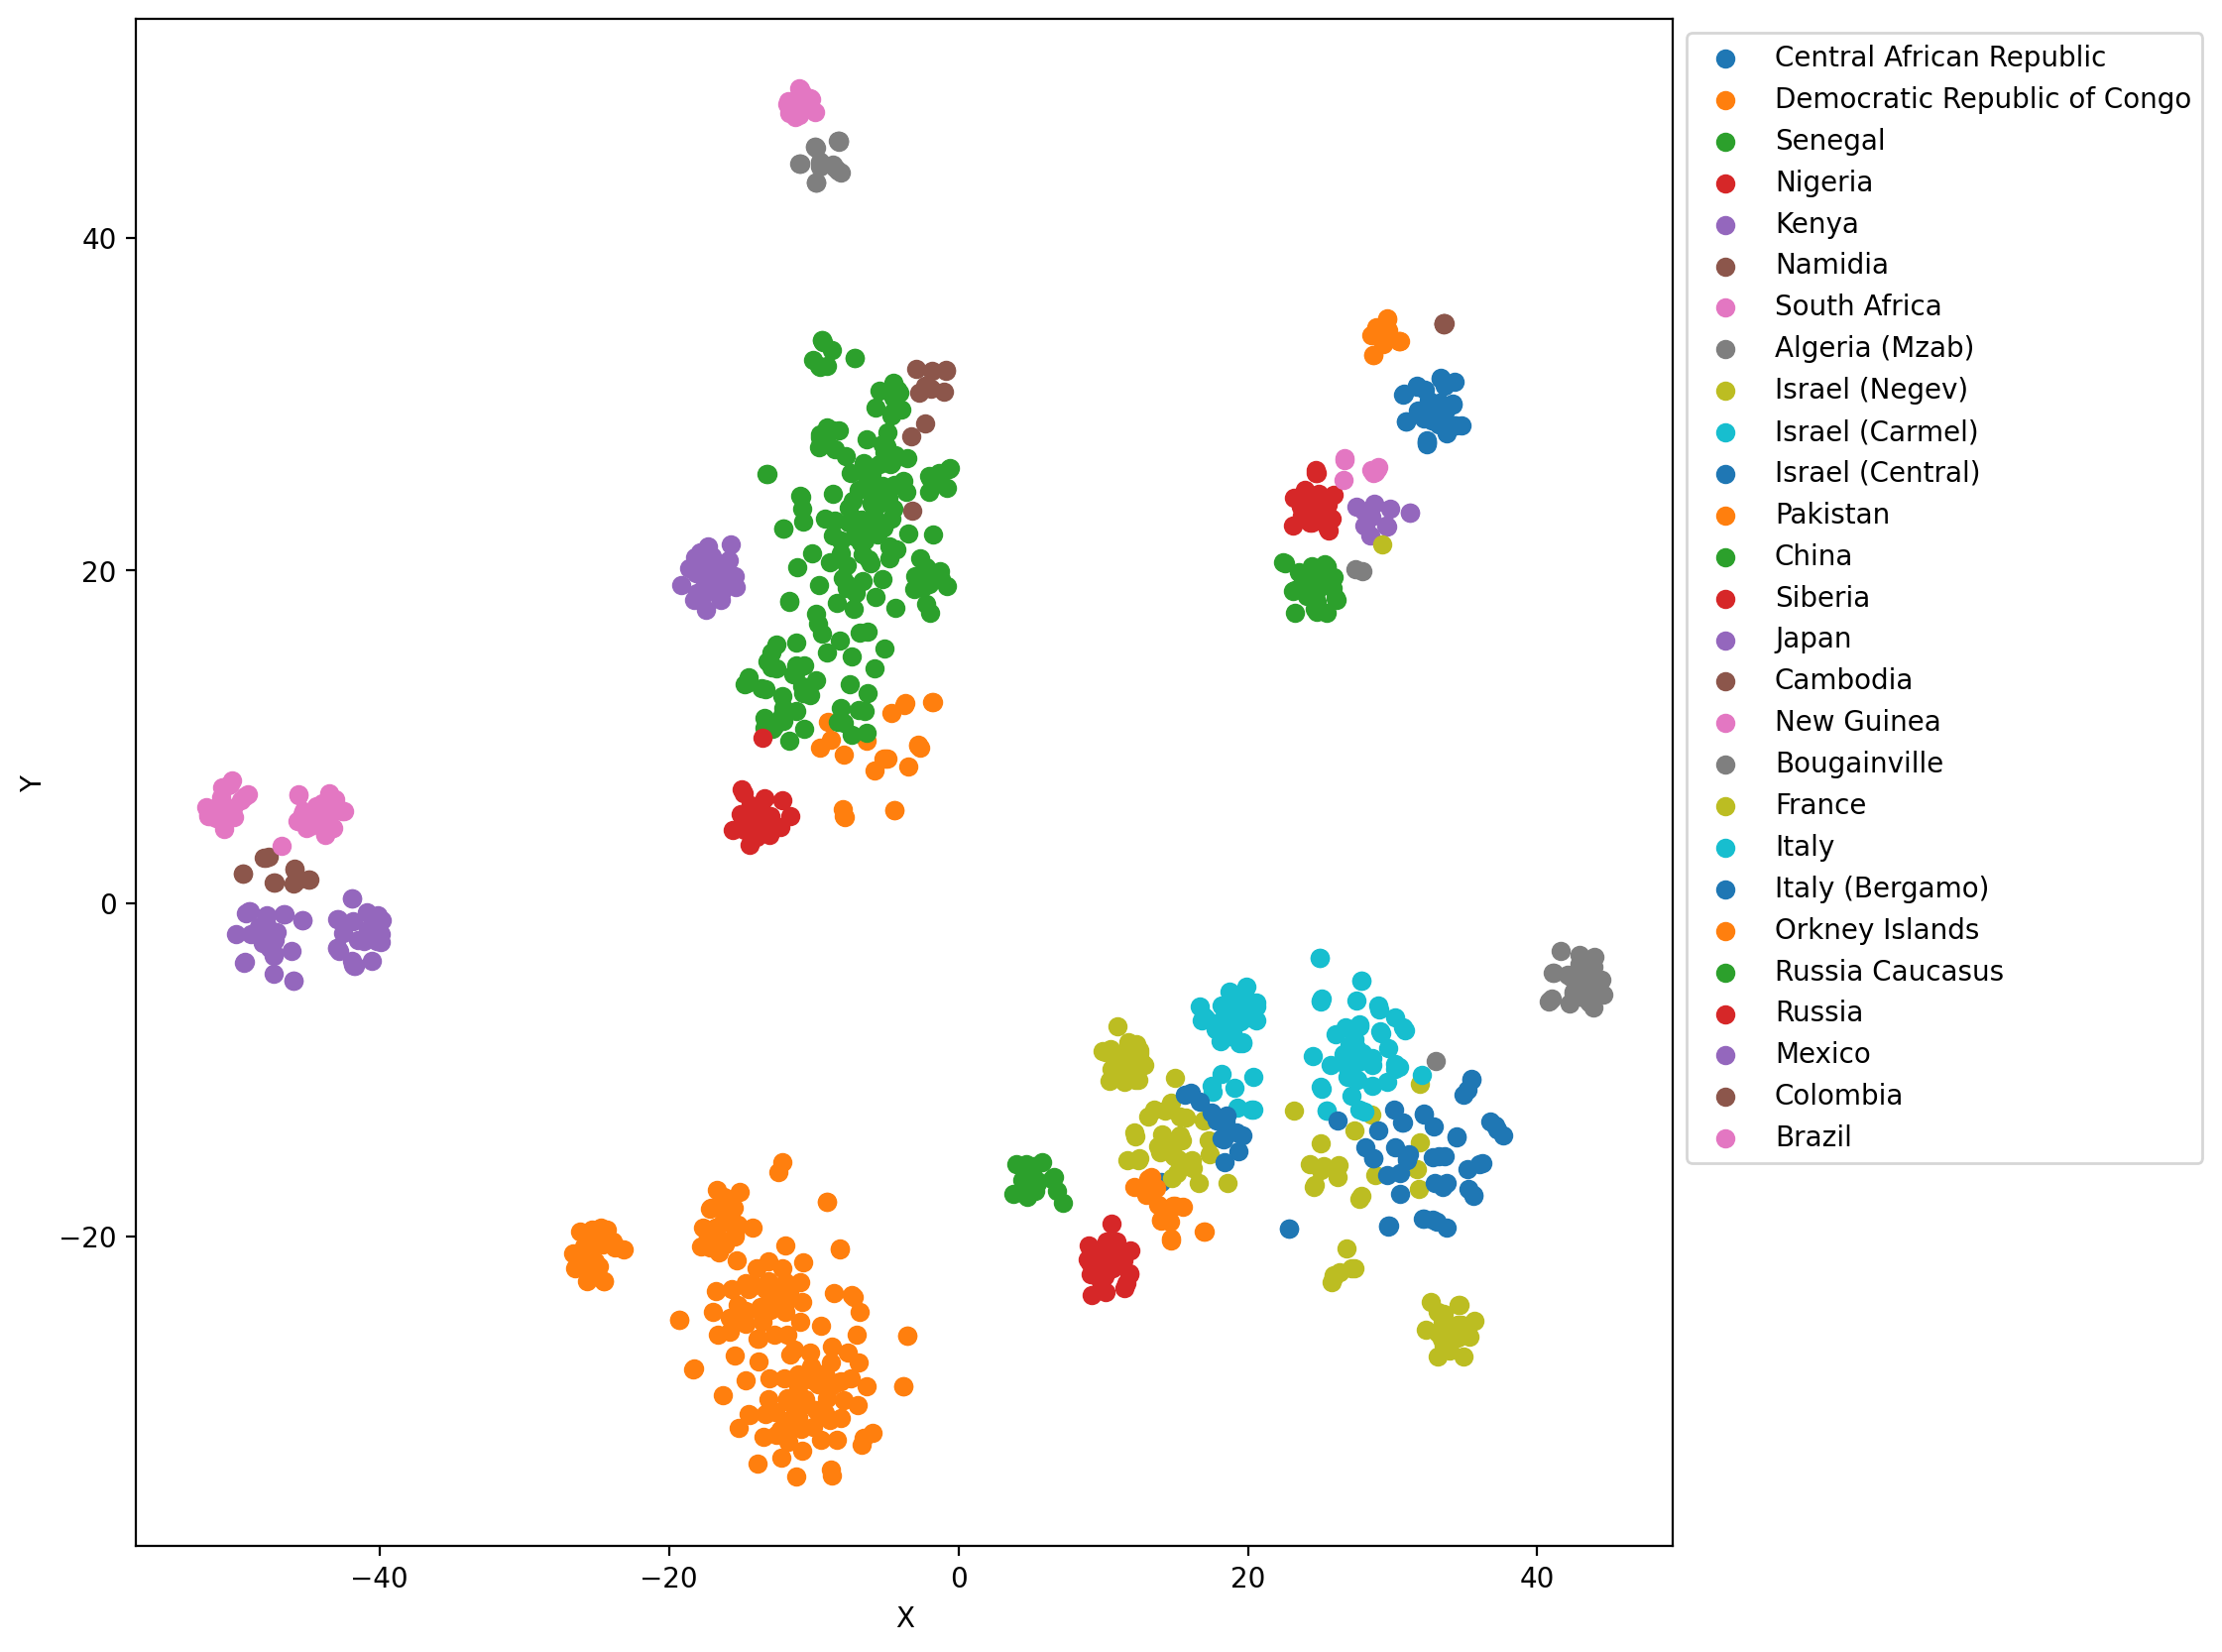 Central African Republic
Democratic Republic of Congo
Senegal
Nigeria
Kenya
Namidia
South Africa
Algeria (Mzab)
Israel (Negev)
Israel (Carmel)
Israel (Central)
Pakistan
China
Siberia
Japan
Cambodia
New Guinea
Bougainville
France
Italy
Italy (Bergamo)
Orkney Islands
Russia Caucasus
Russia
Mexico
Colombia
Brazil
40
20
0
−20
Y
−40 −20 0 20 40
X